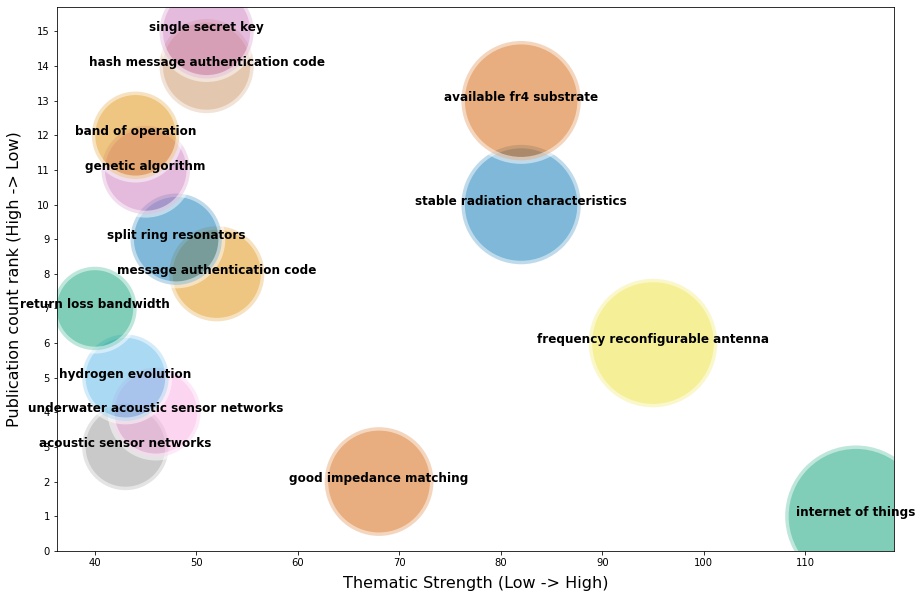 15
single secret key
14
hash message authentication code
13
available fr4 substrate
12
band of operation
11
genetic algorithm
10
stable radiation characteristics
9
split ring resonators
8
message authentication code
7
return loss bandwidth
6
frequency reconfigurable antenna
5
hydrogen evolution
4
underwater acoustic sensor networks
3
acoustic sensor networks
2
good impedance matching
1
internet of things
0
Publication count rank (High -> Low)
40 50 60 70 80 90 100 110
Thematic Strength (Low -> High)